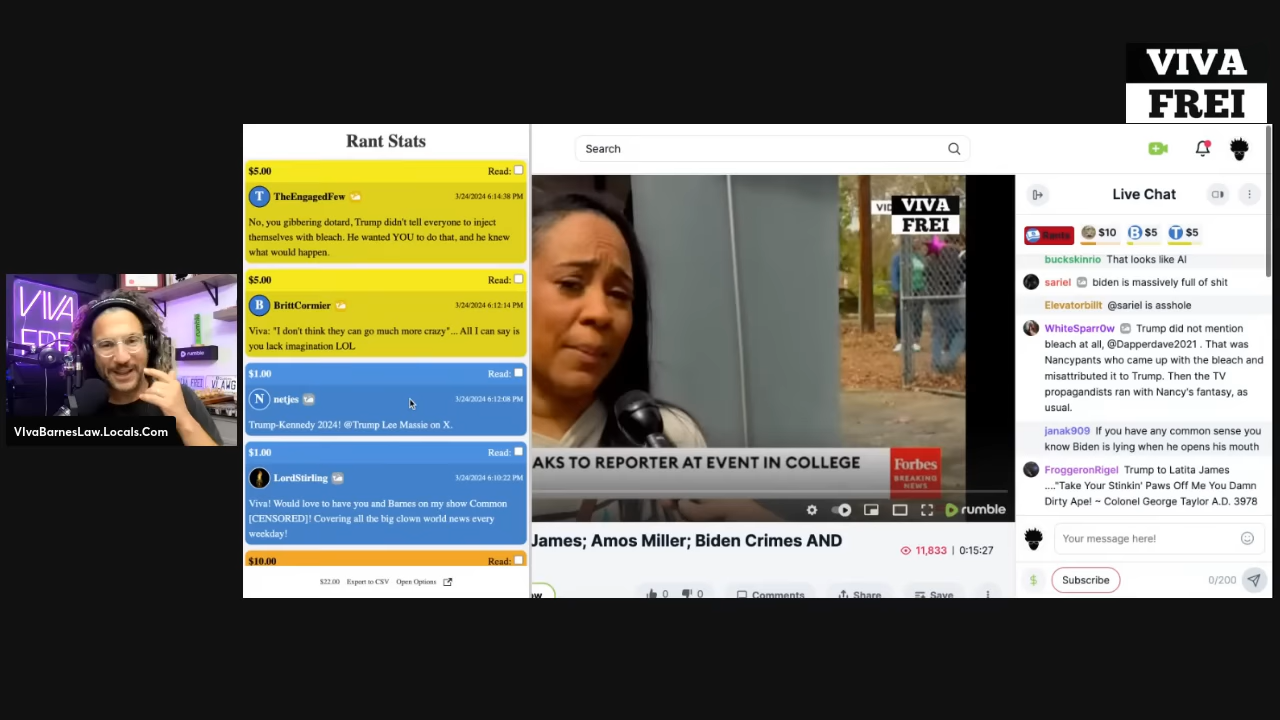 VIVA
FREI
Rant Stats
$5.00 Read:
T TheEngagedFew 3/24/2024 6:14:38 PM
No, you gibbering dotard, Trump didn't tell everyone to inject
themselves with bleach. He wanted YOU to do that, and he knew
what would happen.
$5.00 Read:
B BrittCormier 3/24/2024 6:12:14 PM
Viva: "I don't think they can go much more crazy"... All I can say is
you lack imagination LOL
$1.00 Read:
N netjes 3/24/2024 6:12:08 PM
Trump-Kennedy 2024! @Trump Lee Massie on X.
$1.00 Read:
LordStirling 3/24/2024 6:10:22 PM
Viva! Would love to have you and Barnes on my show Common
[CENSORED]! Covering all the big clown world news every
weekday!
$10.00 Read:
$22.00 Export to CSV Open Options
VIVA
rumble
VLAWG
VIvaBarnesLaw.Locals.Com
Search
VIVA
FREI
AKS TO REPORTER AT EVENT IN COLLEGE
Forbes
BREAKING
NEWS
rumble
James; Amos Miller; Biden Crimes AND
11,833 | 0:15:27
ow 0 0 Comments Share Save
Live Chat
Rants $10 B $5 T $5
buckskinrio That looks like AI
sariel biden is massively full of shit
Elevatorbillt @sariel is asshole
WhiteSparr0w Trump did not mention
bleach at all, @Dapperdave2021 . That was
Nancypants who came up with the bleach and
misattributed it to Trump. Then the TV
propagandists ran with Nancy's fantasy, as
usual.
janak909 If you have any common sense you
know Biden is lying when he opens his mouth
FroggeronRigel Trump to Latita James
...."Take Your Stinkin' Paws Off Me You Damn
Dirty Ape! ~ Colonel George Taylor A.D. 3978
Your message here!
$ Subscribe 0/200